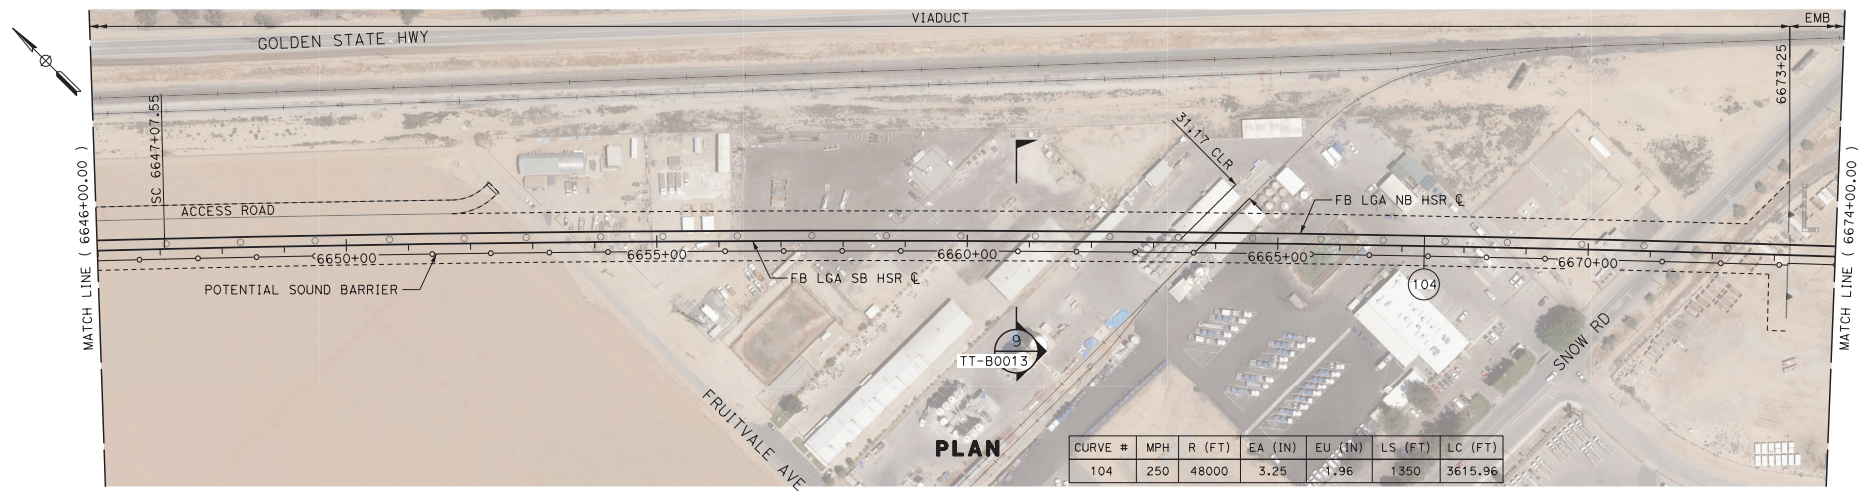 VIADUCT
EMB
GOLDEN STATE HWY
6673+25
SC 6647+07.55
31.17 CLR
MATCH LINE ( 6646+00.00 )
MATCH LINE ( 6674+00.00 )
ACCESS ROAD
FB LGA NB HSR ℄
6650+00
6655+00
6660+00
6665+00
6670+00
POTENTIAL SOUND BARRIER
FB LGA SB HSR ℄
104
9
TT-B0013
SNOW RD
FRUITVALE AVE
PLAN
CURVE # MPH R (FT) EA (IN) EU (IN) LS (FT) LC (FT)
104 250 48000 3.25 1.96 1350 3615.96